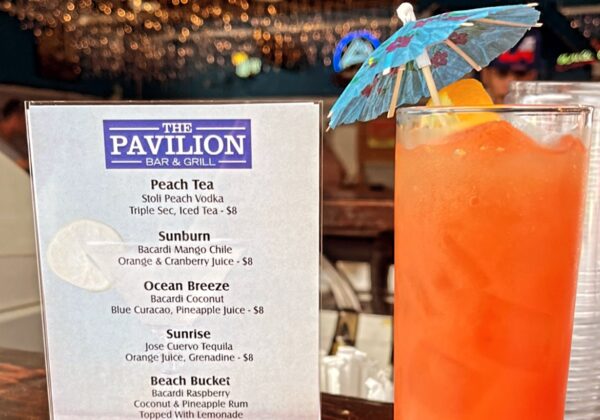 THE
PAVILION
BAR & GRILL
Peach Tea
Stoli Peach Vodka
Triple Sec, Iced Tea - $8
Sunburn
Bacardi Mango Chile
Orange & Cranberry Juice - $8
Ocean Breeze
Bacardi Coconut
Blue Curacao, Pineapple Juice - $8
Sunrise
Jose Cuervo Tequila
Orange Juice, Grenadine - $8
Beach Bucket
Bacardi Raspberry
Coconut & Pineapple Rum
Topped With Lemonade